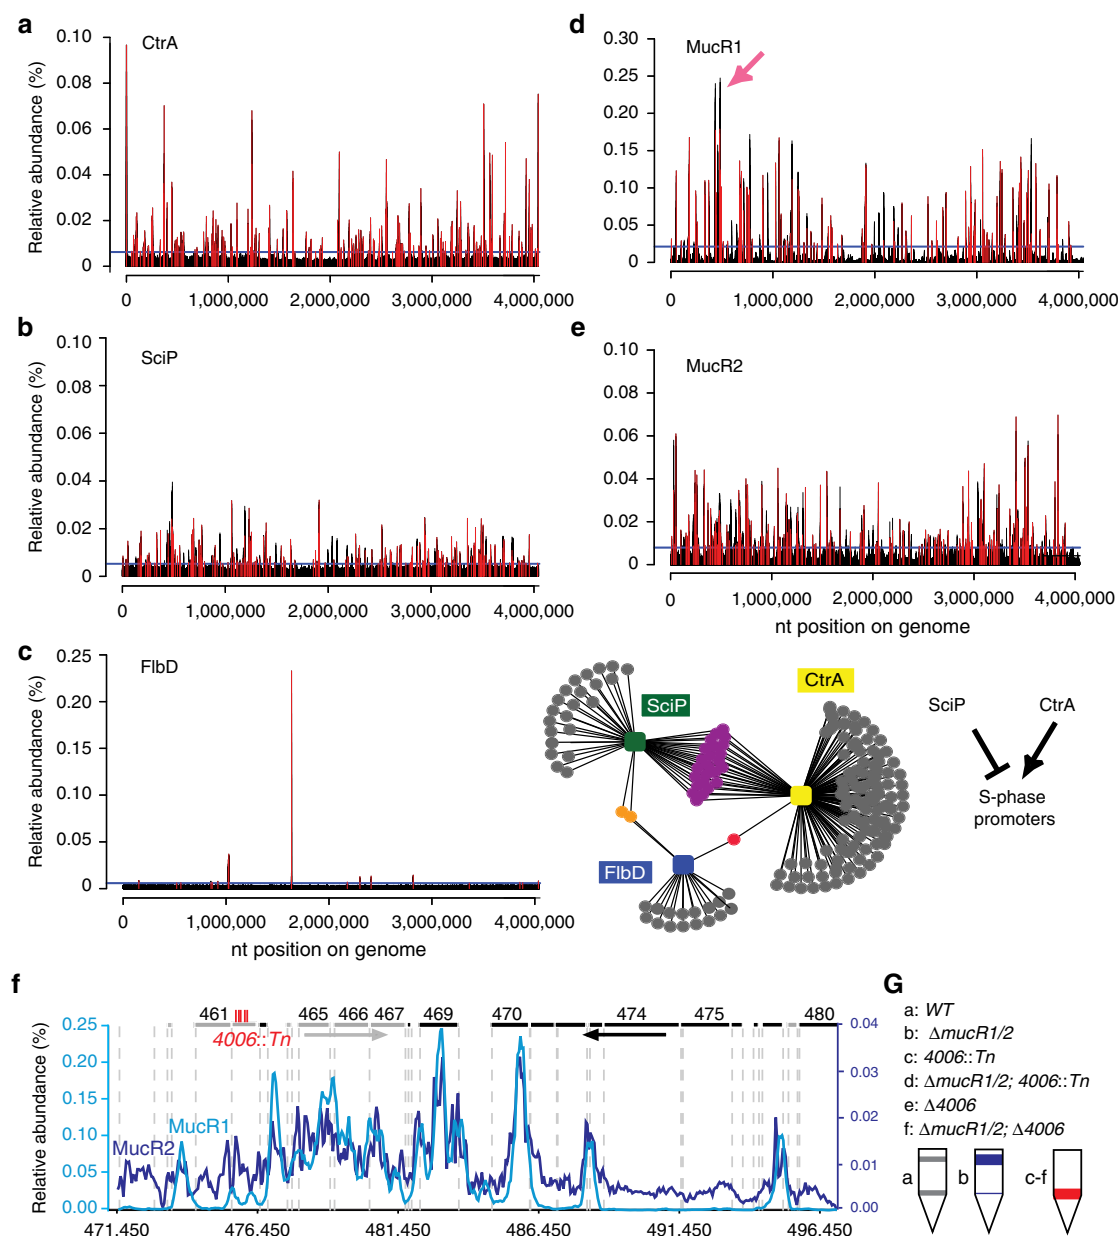 a
CtrA
Relative abundance (%)
0.10
0.08
0.06
0.04
0.02
0
0 1,000,000 2,000,000 3,000,000 4,000,000
b
SciP
Relative abundance (%)
0.10
0.08
0.06
0.04
0.02
0
0 1,000,000 2,000,000 3,000,000 4,000,000
c
FlbD
Relative abundance (%)
0.25
0.20
0.15
0.10
0.05
0
0 1,000,000 2,000,000 3,000,000 4,000,000
nt position on genome
d
MucR1
0.30
0.25
0.20
0.15
0.10
0.05
0
0 1,000,000 2,000,000 3,000,000 4,000,000
e
MucR2
0.10
0.08
0.06
0.04
0.02
0
0 1,000,000 2,000,000 3,000,000 4,000,000
nt position on genome
SciP
CtrA
FlbD
SciP CtrA
S-phase
promoters
f
Relative abundance (%)
461 465 466 467 469 470 474 475 480
4006::Tn
MucR1
MucR2
0.25
0.20
0.15
0.10
0.05
0.00
0.04
0.03
0.02
0.01
0.00
471.450 476.450 481.450 486.450 491.450 496.450
G
a: WT
b: ΔmucR1/2
c: 4006::Tn
d: ΔmucR1/2; 4006::Tn
e: Δ4006
f: ΔmucR1/2; Δ4006
a b c-f